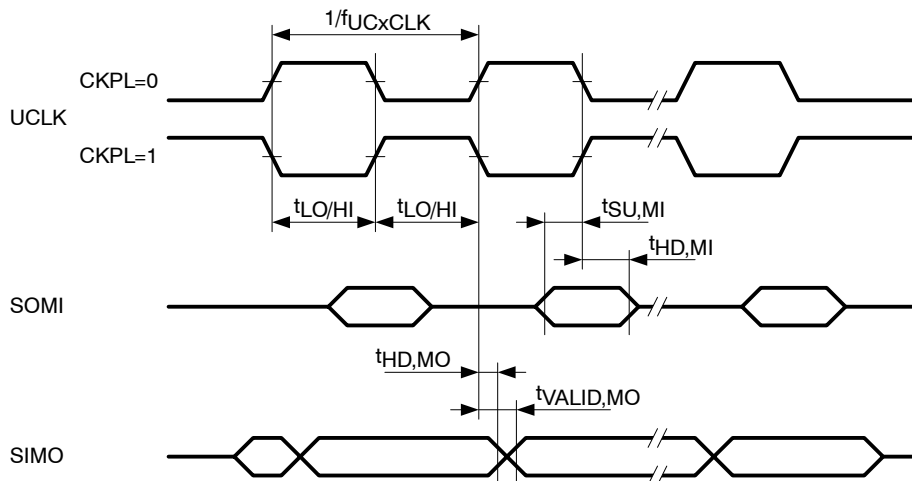 1/fUCxCLK
CKPL=0
UCLK
CKPL=1
tLO/HI tLO/HI tSU,MI
tHD,MI
SOMI
tHD,MO
tVALID,MO
SIMO